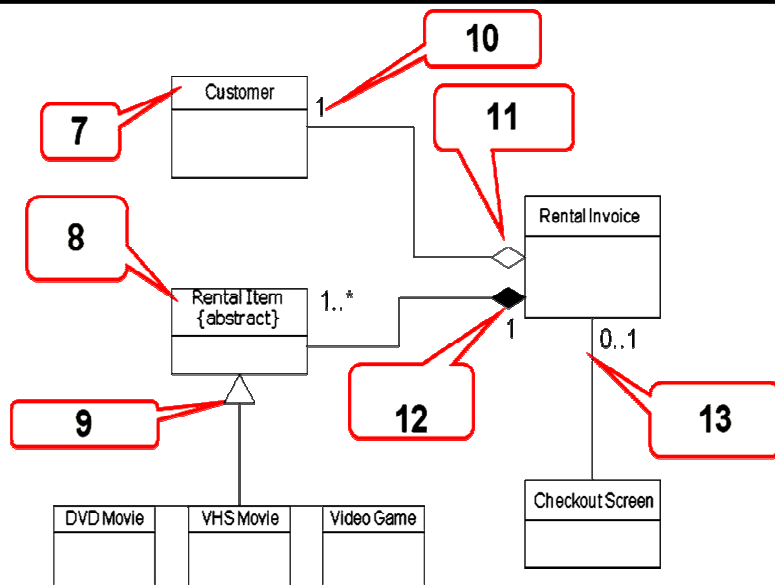 10
Customer
1
7
11
8
Rental Invoice
Rental Item
{abstract}
1..*
1
0..1
9
12
13
DVD Movie
VHS Movie
Video Game
Checkout Screen